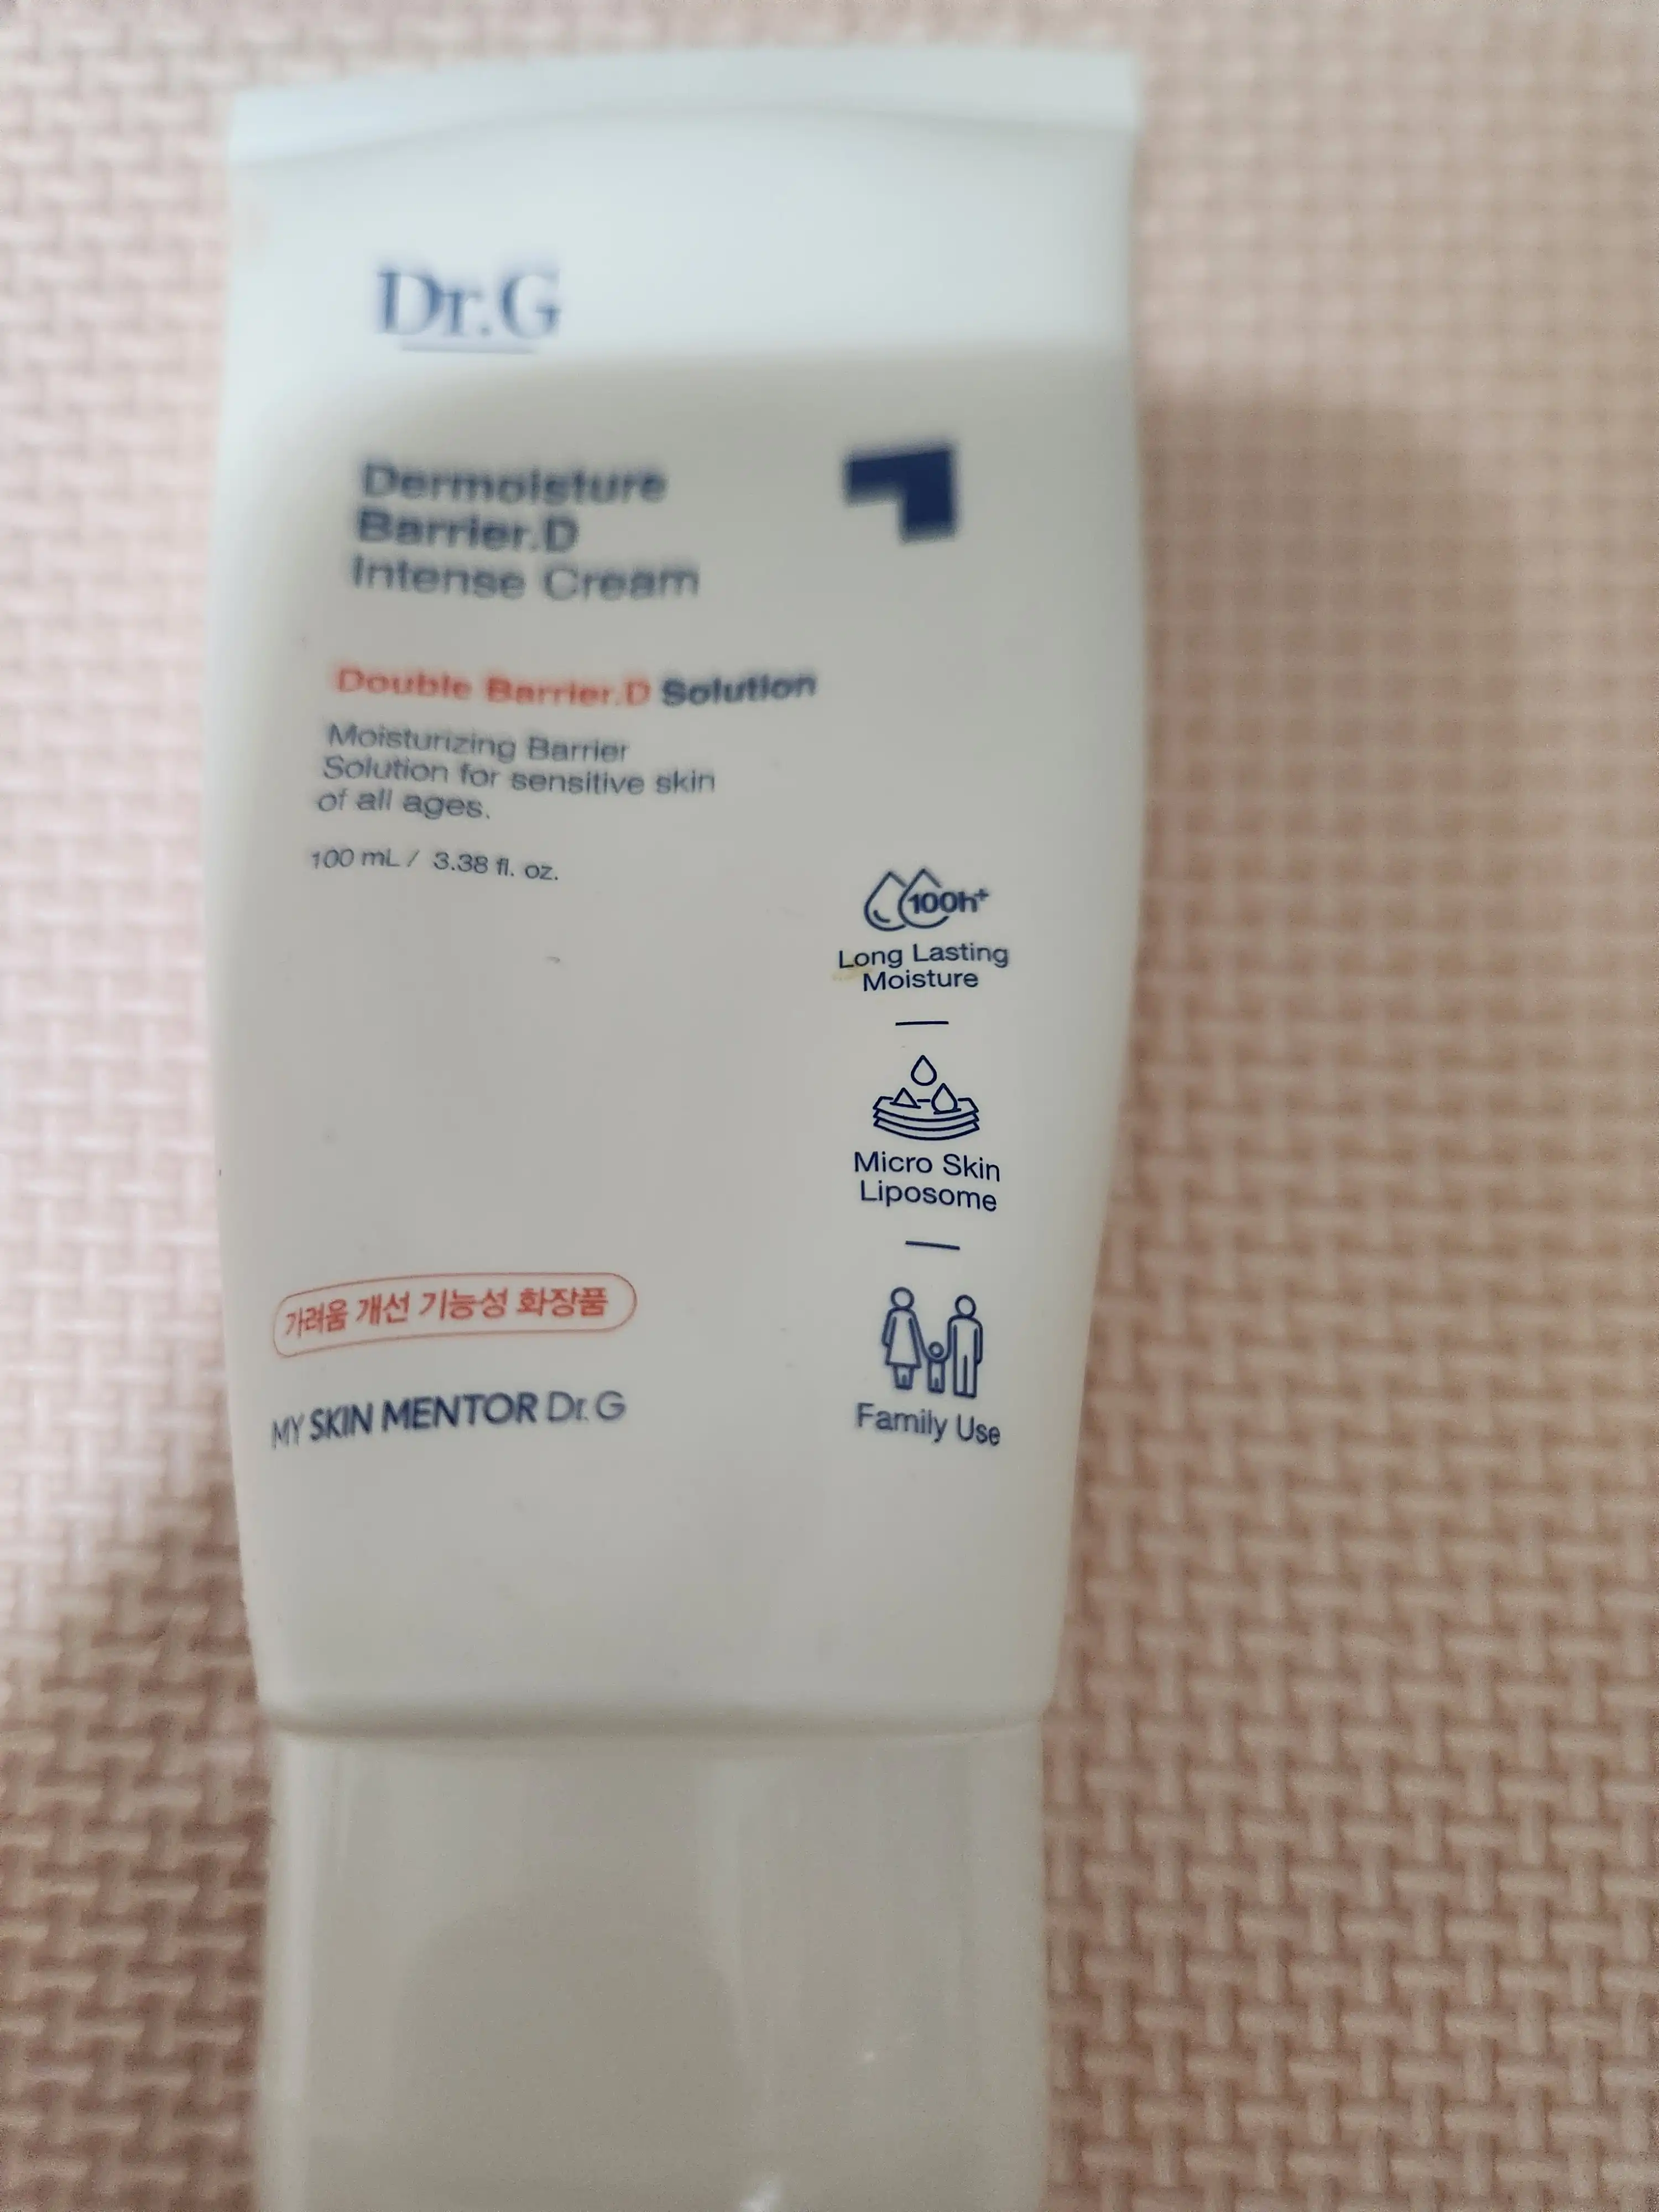 Dr.G
Dermoisture
Barrier.D
Intense Cream
Double Barrier.D Solution
Moisturizing Barrier
Solution for sensitive skin
of all ages.
100 mL / 3.38 fl. oz.
100h+
Long Lasting
Moisture
Micro Skin
Liposome
Family Use
가려움 개선 기능성 화장품
MY SKIN MENTOR Dr. G